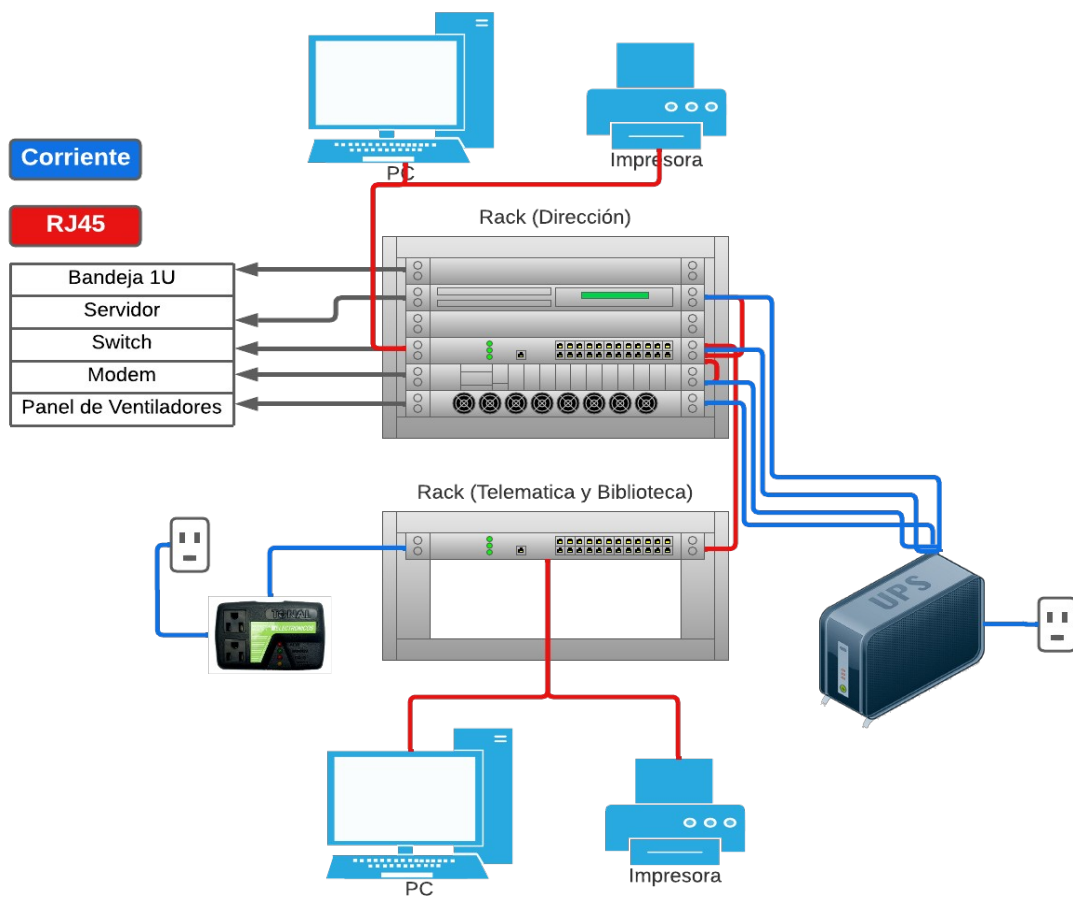 PC
Impresora
Corriente
RJ45
Rack (Dirección)
Bandeja 1U
Servidor
Switch
Modem
Panel de Ventiladores
Rack (Telematica y Biblioteca)
UPS
PC
Impresora